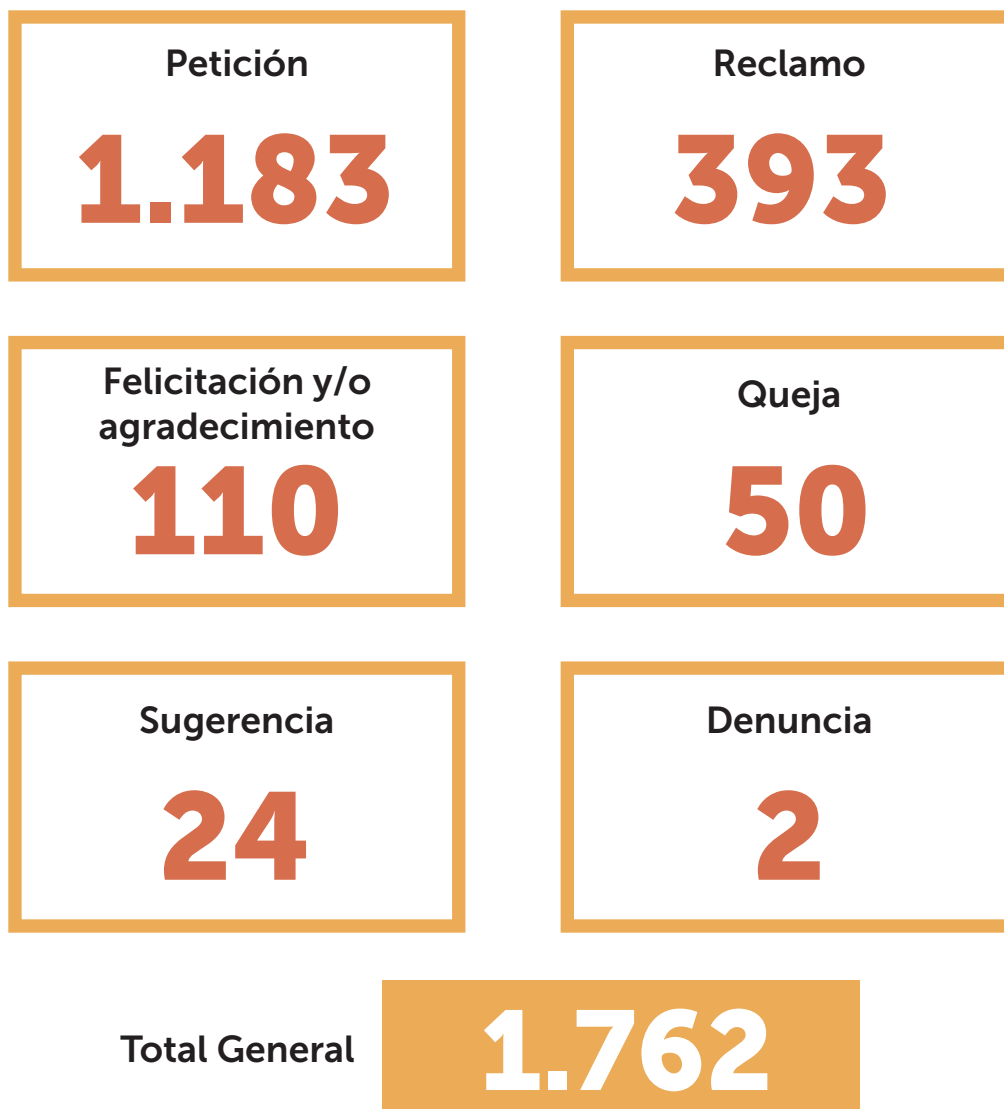 Petición
1.183
Reclamo
393
Felicitación y/o
agradecimiento
110
Queja
50
Sugerencia
24
Denuncia
2
Total General
1.762